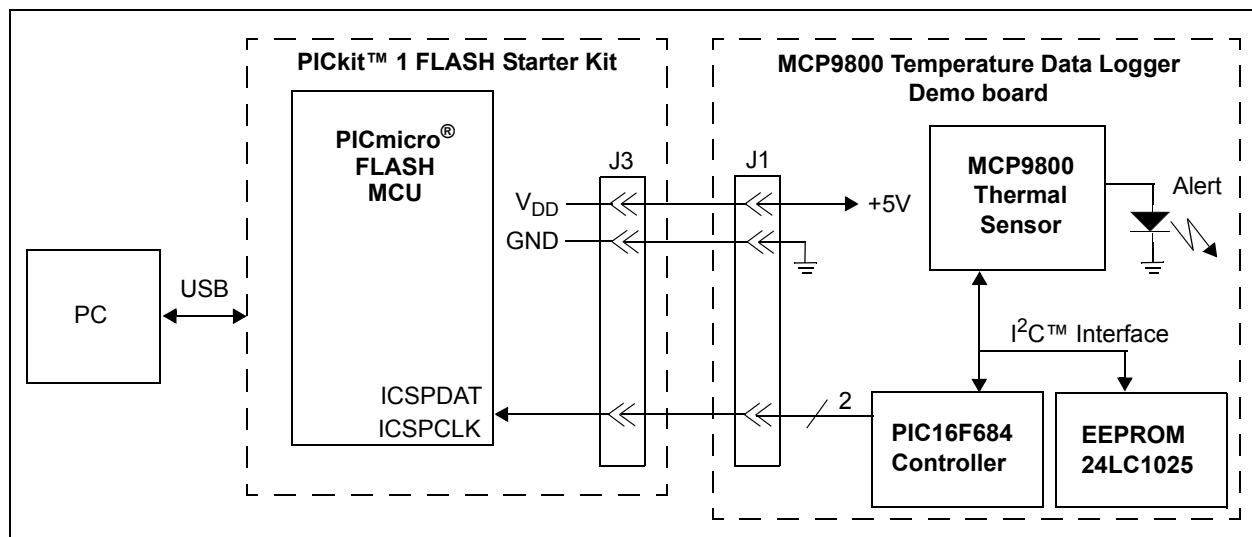 PICkit™ 1 FLASH Starter Kit
PICmicro®
FLASH
MCU
J3
VDD
GND
ICSPDAT
ICSPCLK
PC
USB
MCP9800 Temperature Data Logger
Demo board
J1
+5V
MCP9800
Thermal
Sensor
Alert
I²C™ Interface
2
PIC16F684
Controller
EEPROM
24LC1025